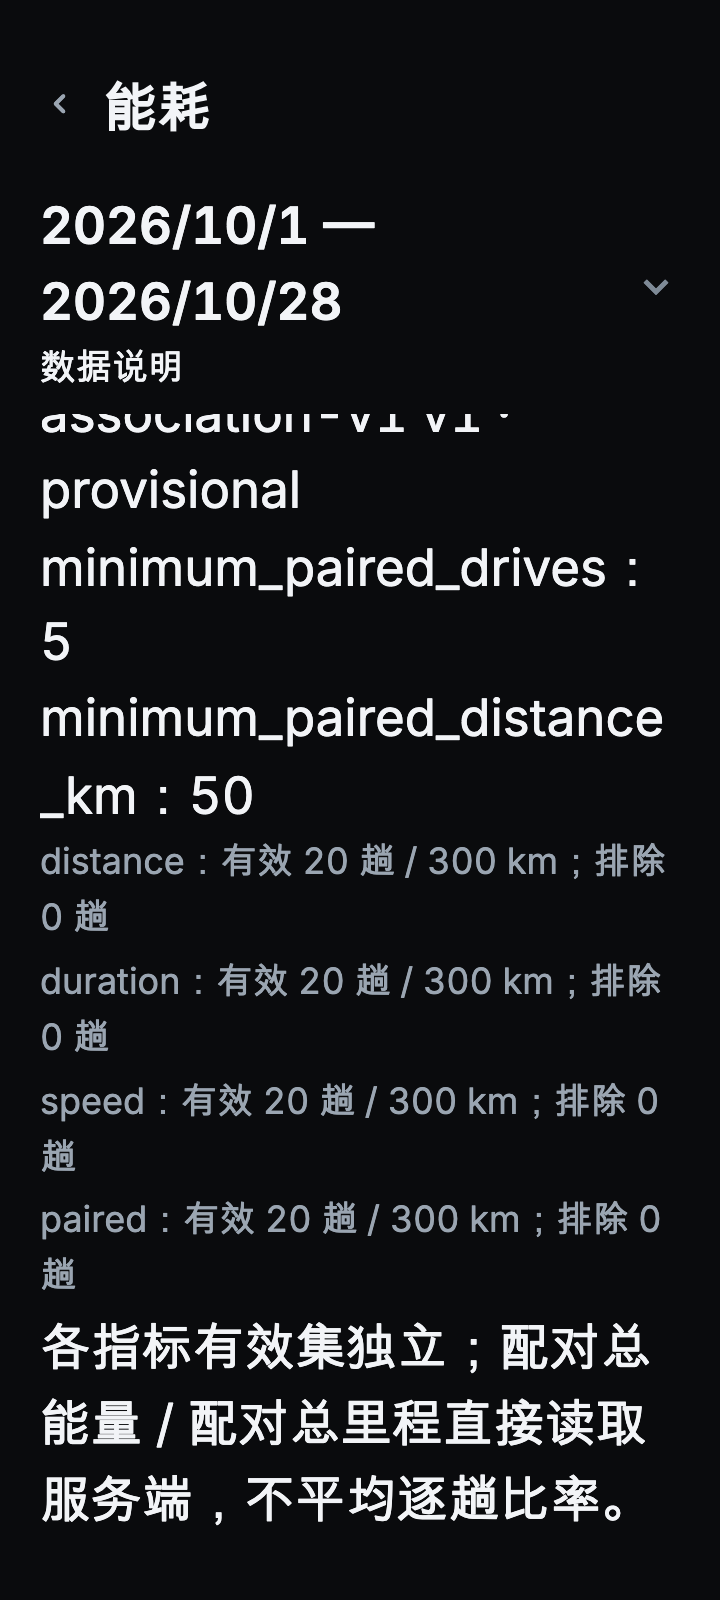 能耗
2026/10/1 —
2026/10/28
数据说明
association-v1 v1 ·
provisional
minimum_paired_drives：
5
minimum_paired_distance
_km：50
distance：有效 20 趟 / 300 km；排除
0 趟
duration：有效 20 趟 / 300 km；排除
0 趟
speed：有效 20 趟 / 300 km；排除 0
趟
paired：有效 20 趟 / 300 km；排除 0
趟
各指标有效集独立；配对总
能量 / 配对总里程直接读取
服务端，不平均逐趟比率。